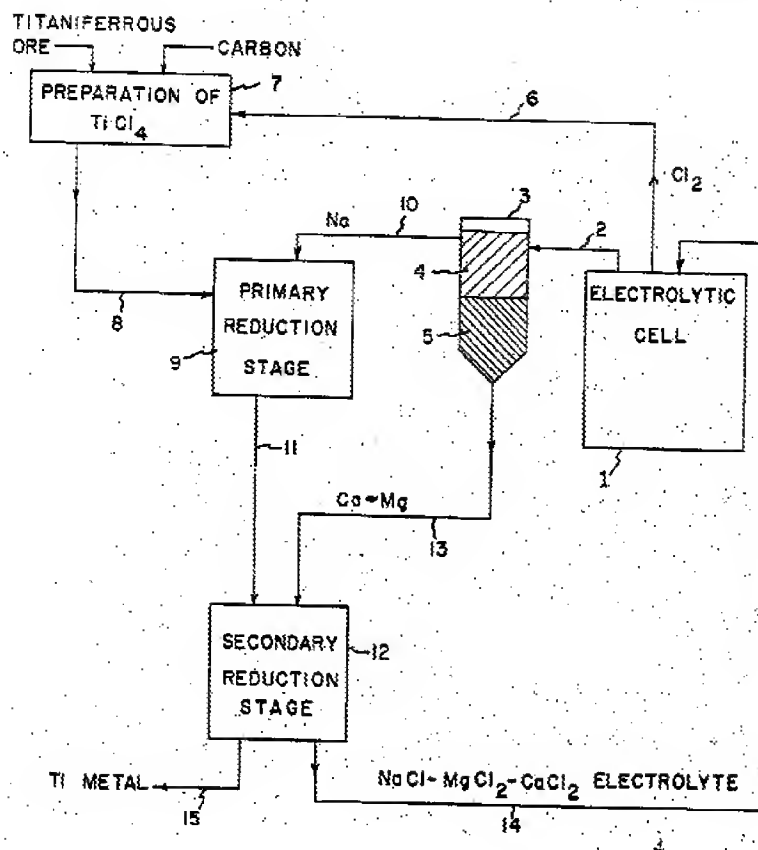 TITANIFERROUS
ORE
CARBON
7
PREPARATION OF
TiCl4
6
Cl2
3
Na
10
2
4
8
PRIMARY
REDUCTION
STAGE
9
5
ELECTROLYTIC
CELL
1
11
Ca-Mg
13
SECONDARY
REDUCTION
STAGE
12
TI METAL
15
NaCl-MgCl2-CaCl2 ELECTROLYTE
14